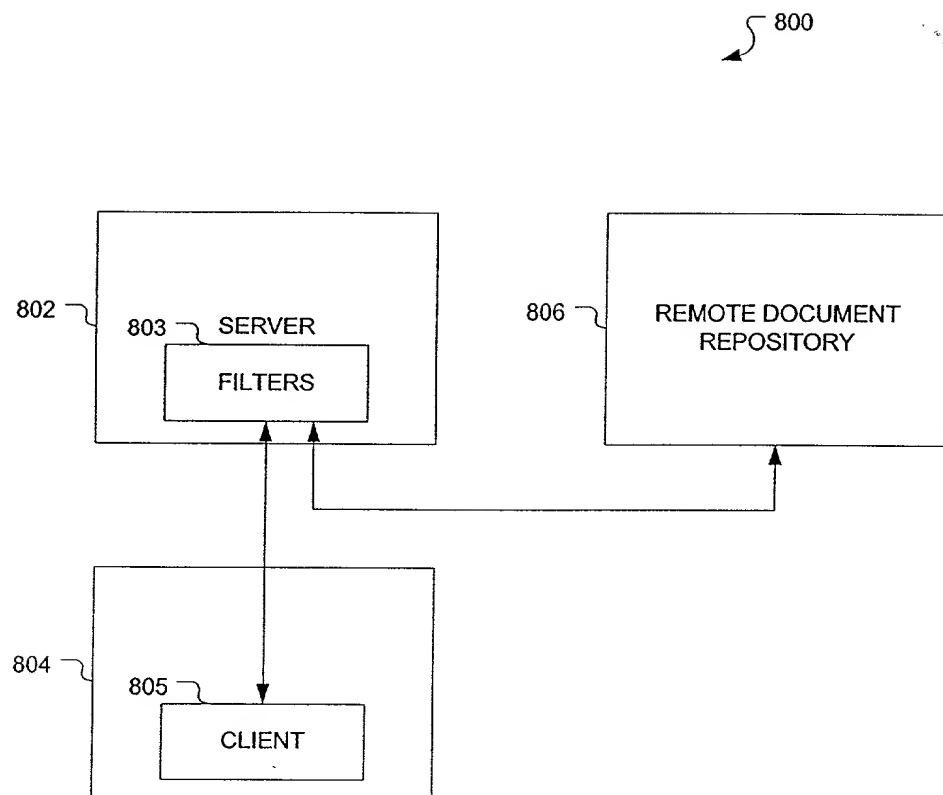 800
802
803
SERVER
FILTERS
806
REMOTE DOCUMENT
REPOSITORY
804
805
CLIENT